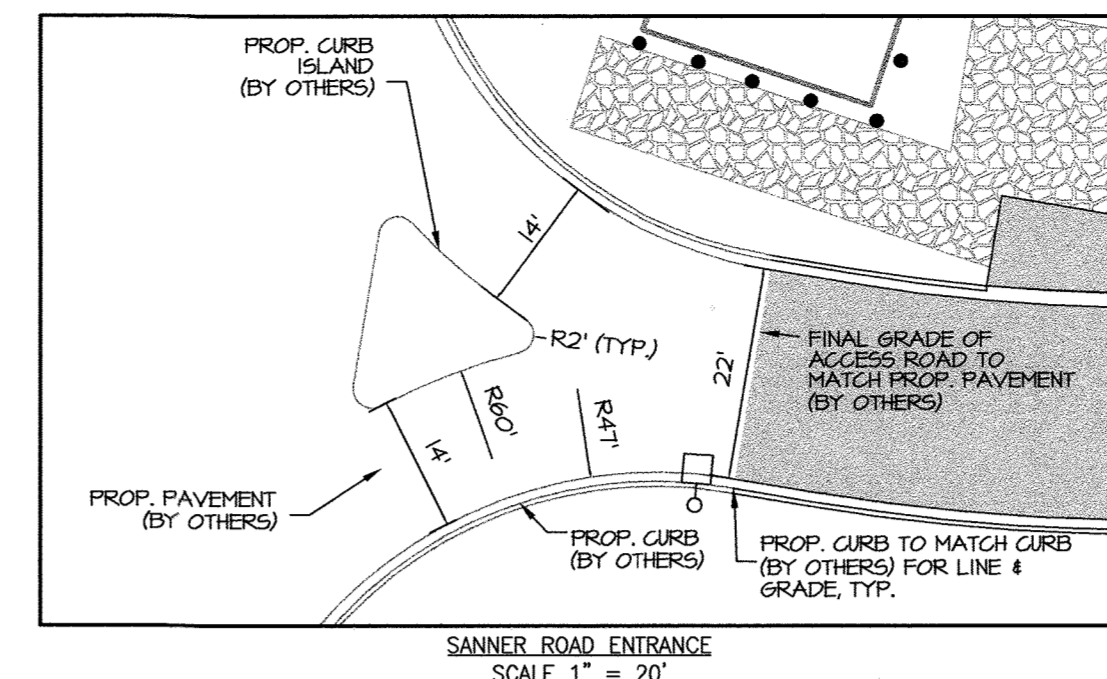 PROP. CURB
ISLAND
(BY OTHERS)
14'
R2' (TYP.)
22'
FINAL GRADE OF
ACCESS ROAD TO
MATCH PROP. PAVEMENT
(BY OTHERS)
R60'
R47'
14'
PROP. PAVEMENT
(BY OTHERS)
PROP. CURB
(BY OTHERS)
PROP. CURB TO MATCH CURB
(BY OTHERS) FOR LINE &
GRADE, TYP.
SANNER ROAD ENTRANCE
SCALE 1" = 20'